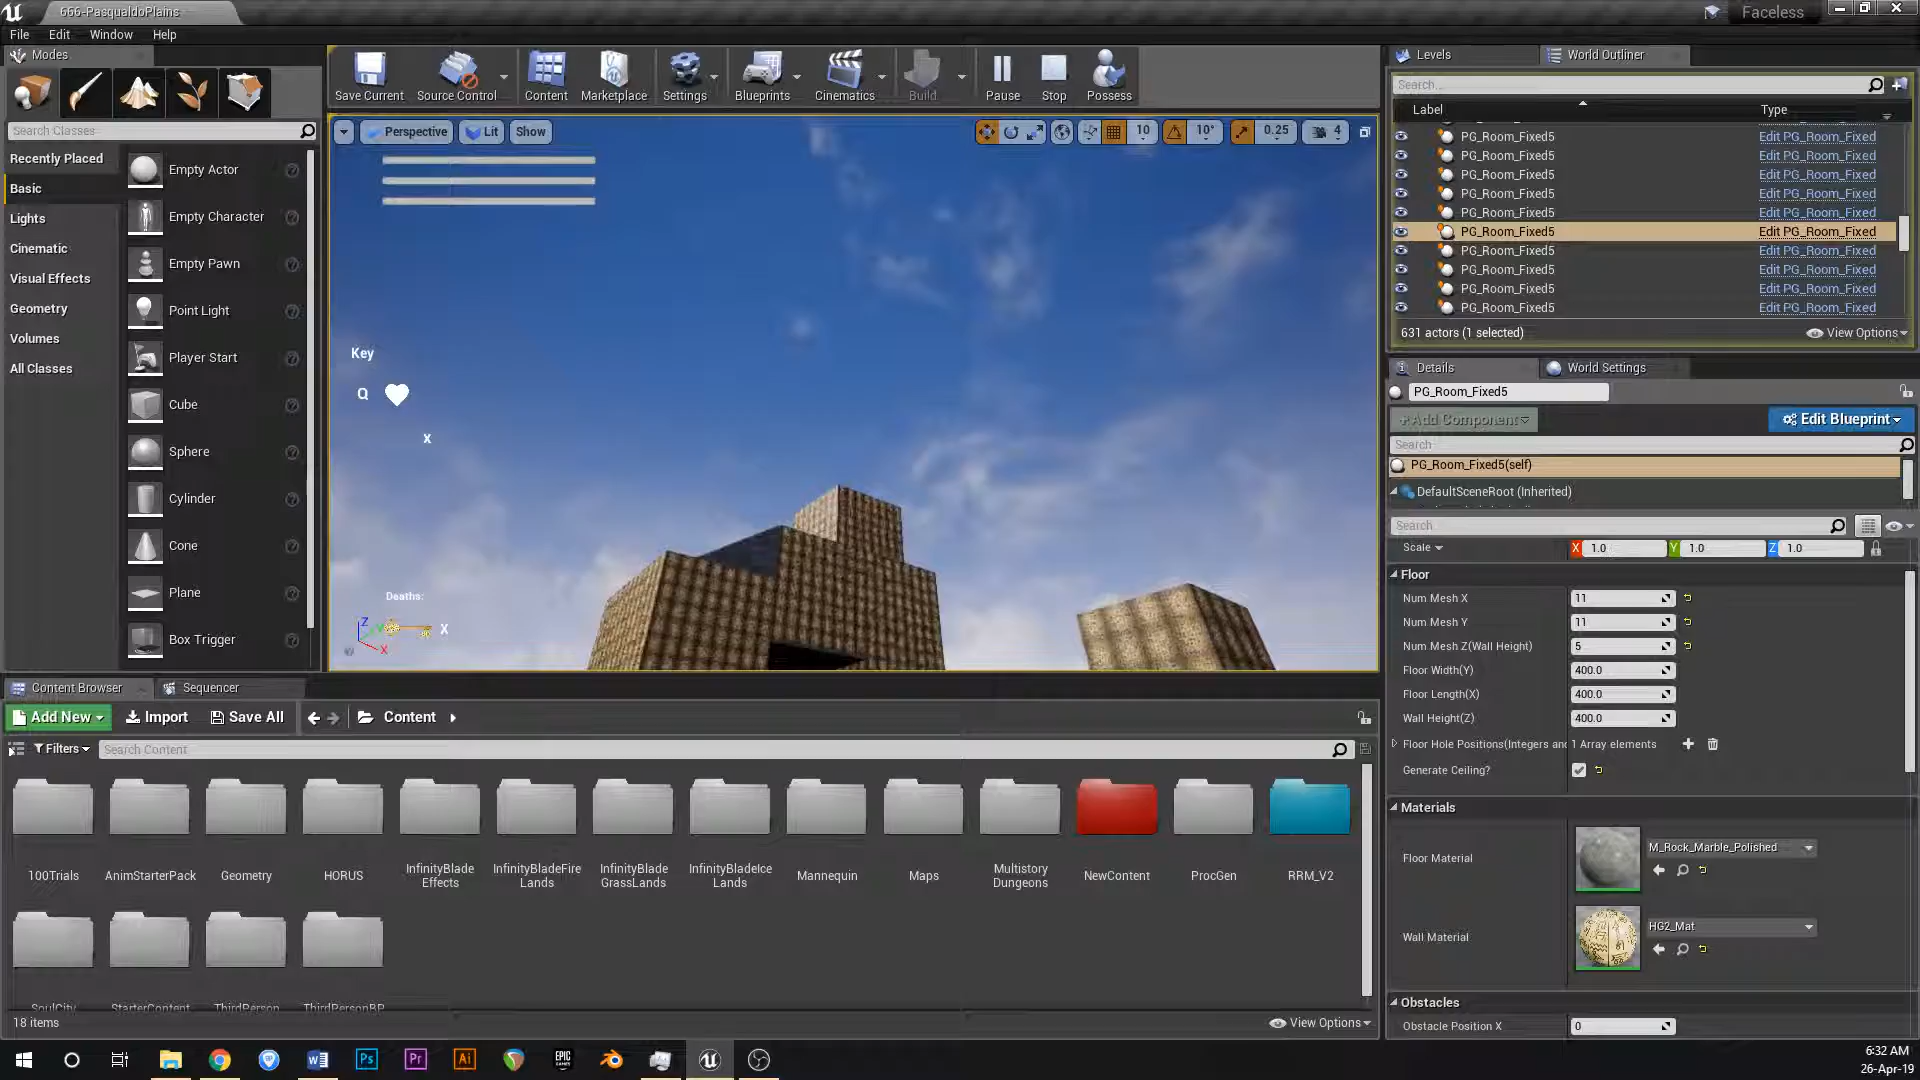 666-PasqualdoPlains
Faceless
File Edit Window Help
Modes
Search Classes
Recently Placed
Basic
Lights
Cinematic
Visual Effects
Geometry
Volumes
All Classes
Empty Actor
Empty Character
Empty Pawn
Point Light
Player Start
Cube
Sphere
Cylinder
Cone
Plane
Box Trigger
Save Current Source Control Content Marketplace Settings Blueprints Cinematics Build Pause Stop Possess
Perspective Lit Show 10 10° 0.25 4
Key
Q
X
Deaths:
X
Z
Y
X
Levels World Outliner
Search...
Label Type
PG_Room_Fixed5 Edit PG_Room_Fixed
PG_Room_Fixed5 Edit PG_Room_Fixed
PG_Room_Fixed5 Edit PG_Room_Fixed
PG_Room_Fixed5 Edit PG_Room_Fixed
PG_Room_Fixed5 Edit PG_Room_Fixed
PG_Room_Fixed5 Edit PG_Room_Fixed
PG_Room_Fixed5 Edit PG_Room_Fixed
PG_Room_Fixed5 Edit PG_Room_Fixed
PG_Room_Fixed5 Edit PG_Room_Fixed
PG_Room_Fixed5 Edit PG_Room_Fixed
631 actors (1 selected) View Options
Details World Settings
PG_Room_Fixed5
+Add Component Edit Blueprint
Search
PG_Room_Fixed5(self)
DefaultSceneRoot (Inherited)
Search
Scale X 1.0 Y 1.0 Z 1.0
Floor
Num Mesh X 11
Num Mesh Y 11
Num Mesh Z(Wall Height) 5
Floor Width(Y) 400.0
Floor Length(X) 400.0
Wall Height(Z) 400.0
Floor Hole Positions(Integers and 1 Array elements
Generate Ceiling?
Materials
Floor Material M_Rock_Marble_Polished
Wall Material HG2_Mat
Obstacles
Obstacle Position X 0
Content Browser Sequencer
Add New Import Save All Content
Filters Search Content
100Trials AnimStarterPack Geometry HORUS InfinityBlade Effects InfinityBladeFire Lands InfinityBlade GrassLands InfinityBladeIce Lands Mannequin Maps Multistory Dungeons NewContent ProcGen RRM_V2
SoulCity StarterContent ThirdPerson ThirdPersonBP
18 items View Options
Ps Pr Ai EPIC GAMES
6:32 AM
26-Apr-19